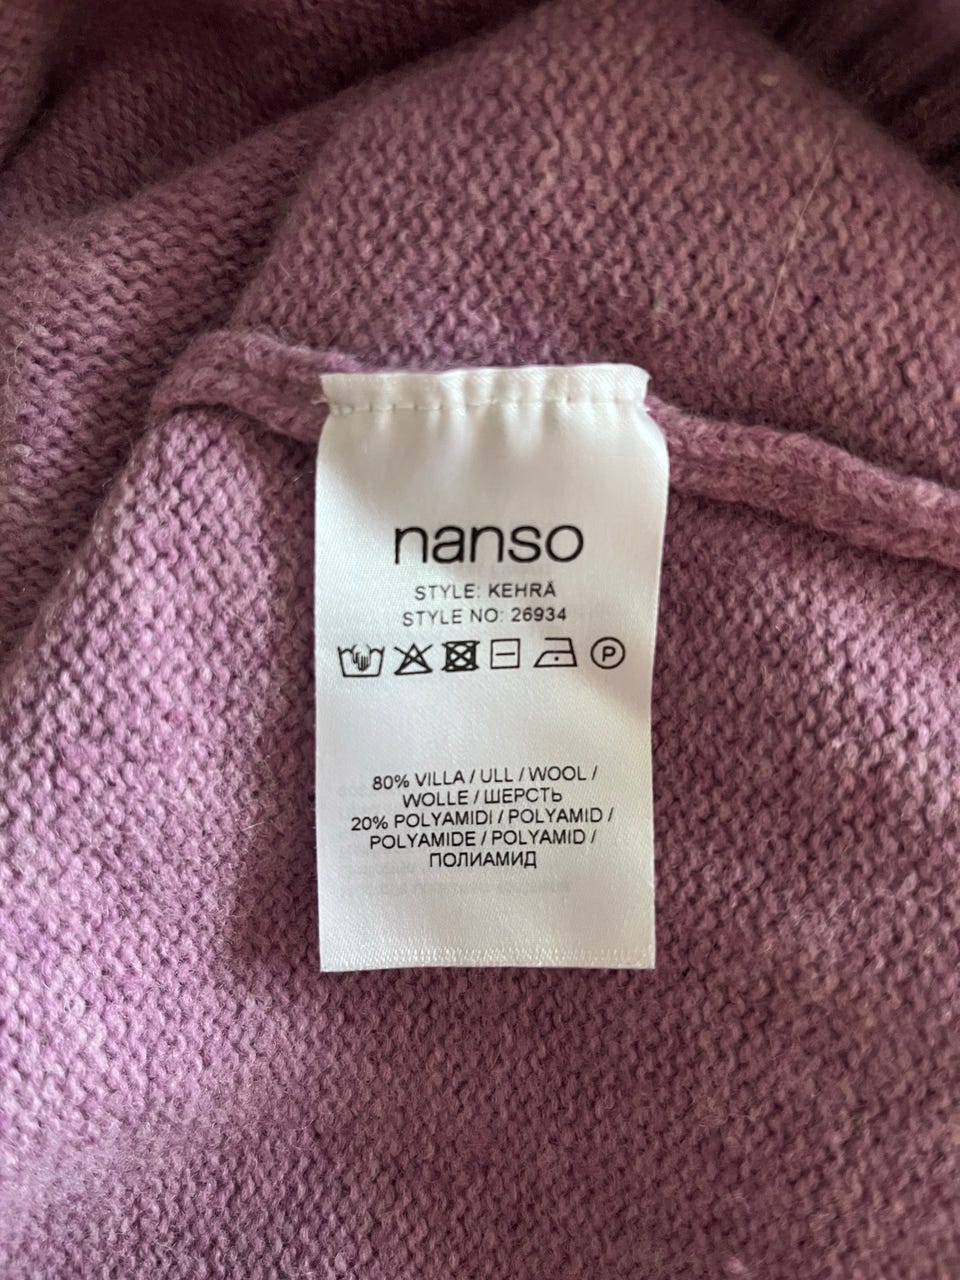 nanso
STYLE: KEHRÄ
STYLE NO: 26934
P
80% VILLA / ULL / WOOL /
WOLLE / ШЕРСТЬ
20% POLYAMIDI / POLYAMID /
POLYAMIDE / POLYAMID /
ПОЛИАМИД